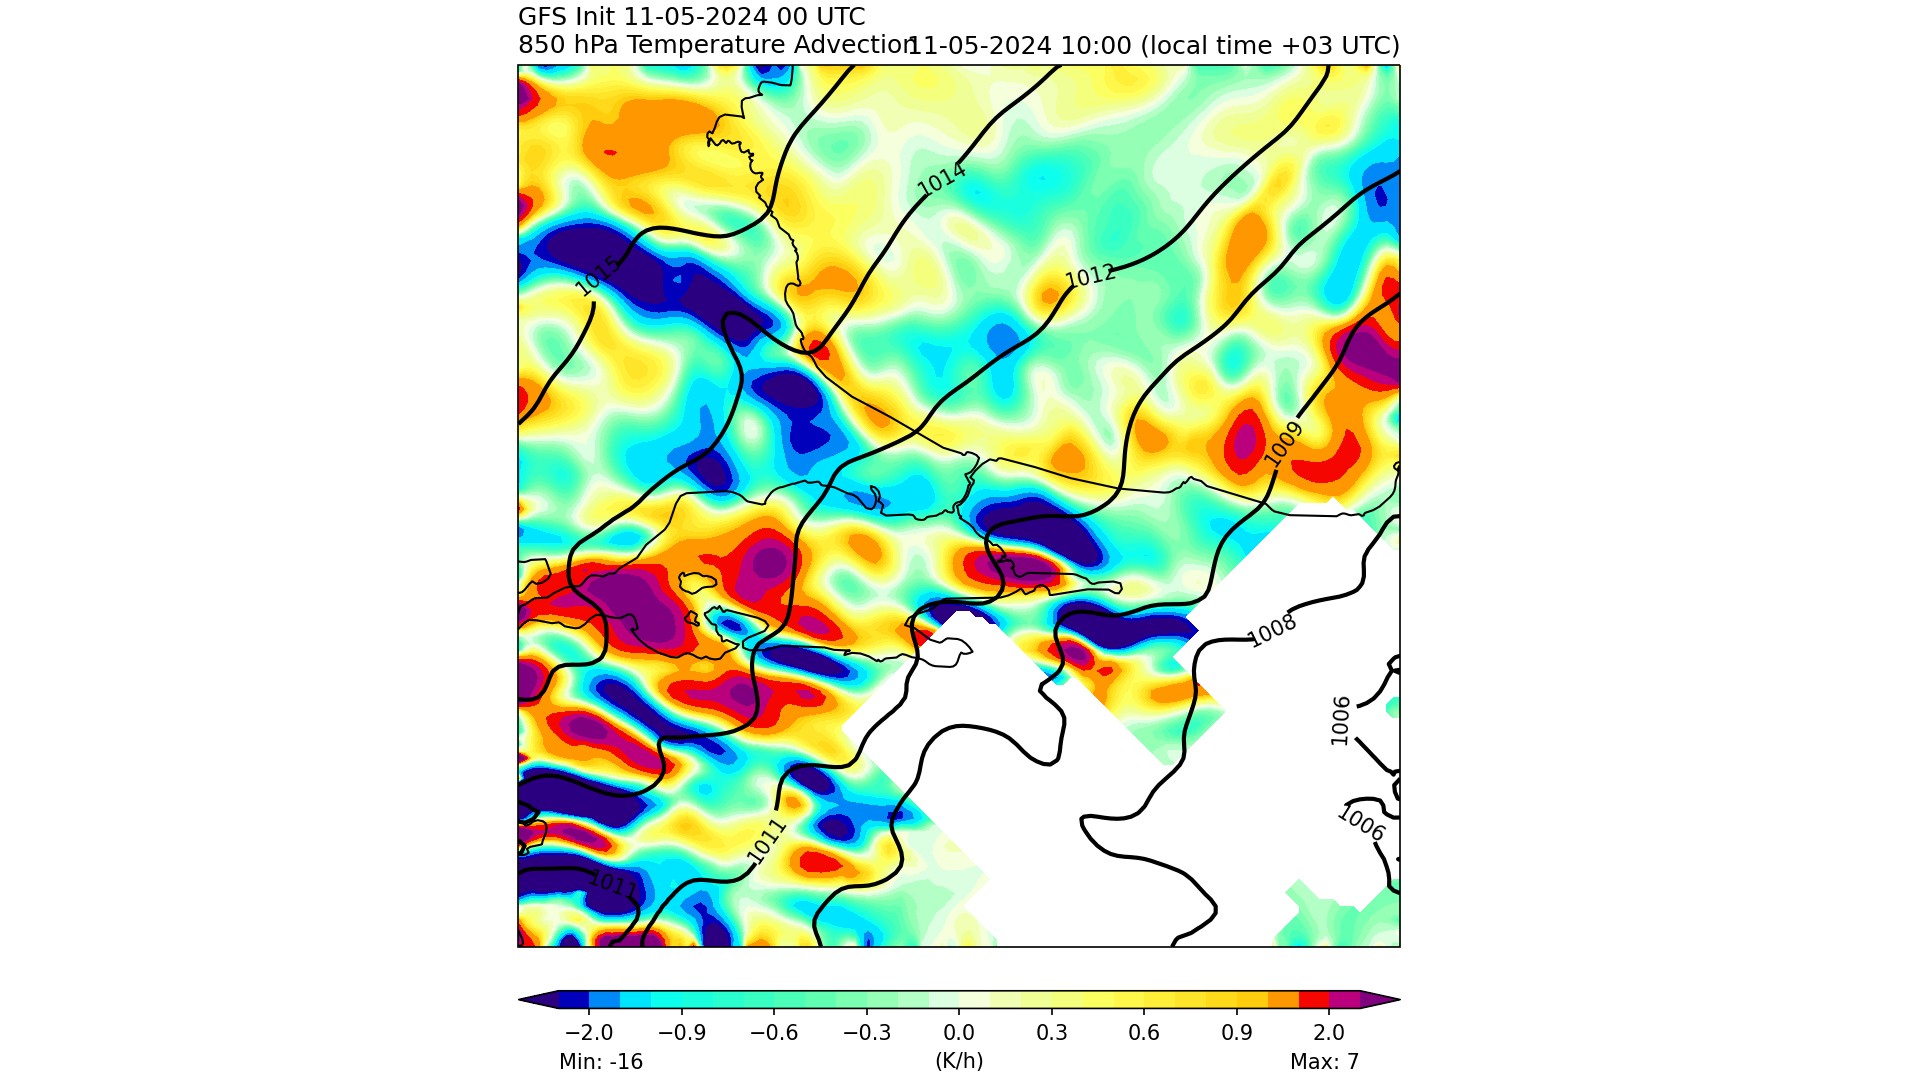 GFS Init 11-05-2024 00 UTC
850 hPa Temperature Advection
11-05-2024 10:00 (local time +03 UTC)
1014
1015
1012
1009
1008
1006
1006
1011
1011
−2.0 −0.9 −0.6 −0.3 0.0 0.3 0.6 0.9 2.0
Min: -16 (K/h) Max: 7